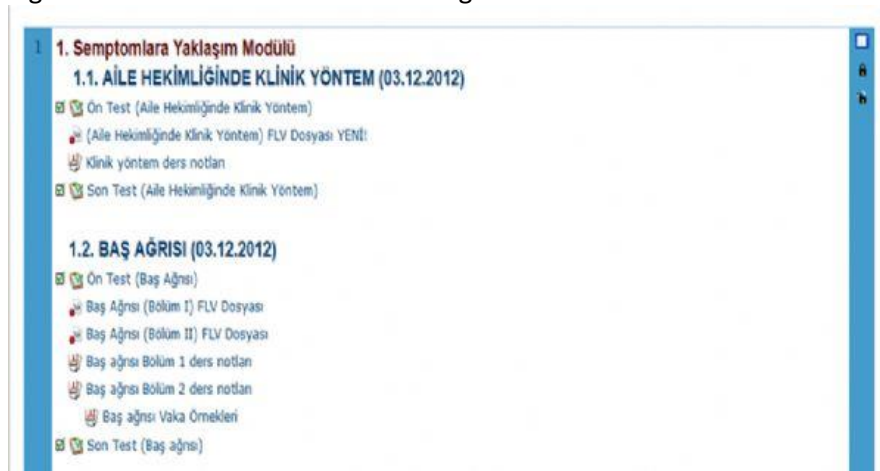 1 1. Semptomlara Yaklaşım Modülü
1.1. AİLE HEKİMLİĞİNDE KLİNİK YÖNTEM (03.12.2012)
Ön Test (Aile Hekimliğinde Klinik Yöntem)
(Aile Hekimliğinde Klinik Yöntem) FLV Dosyası YENİ!
Klinik yöntem ders notları
Son Test (Aile Hekimliğinde Klinik Yöntem)
1.2. BAŞ AĞRISI (03.12.2012)
Ön Test (Baş Ağrısı)
Baş Ağrısı (Bölüm I) FLV Dosyası
Baş Ağrısı (Bölüm II) FLV Dosyası
Baş ağrısı Bölüm 1 ders notları
Baş ağrısı Bölüm 2 ders notları
Baş ağrısı Vaka Örnekleri
Son Test (Baş ağrısı)